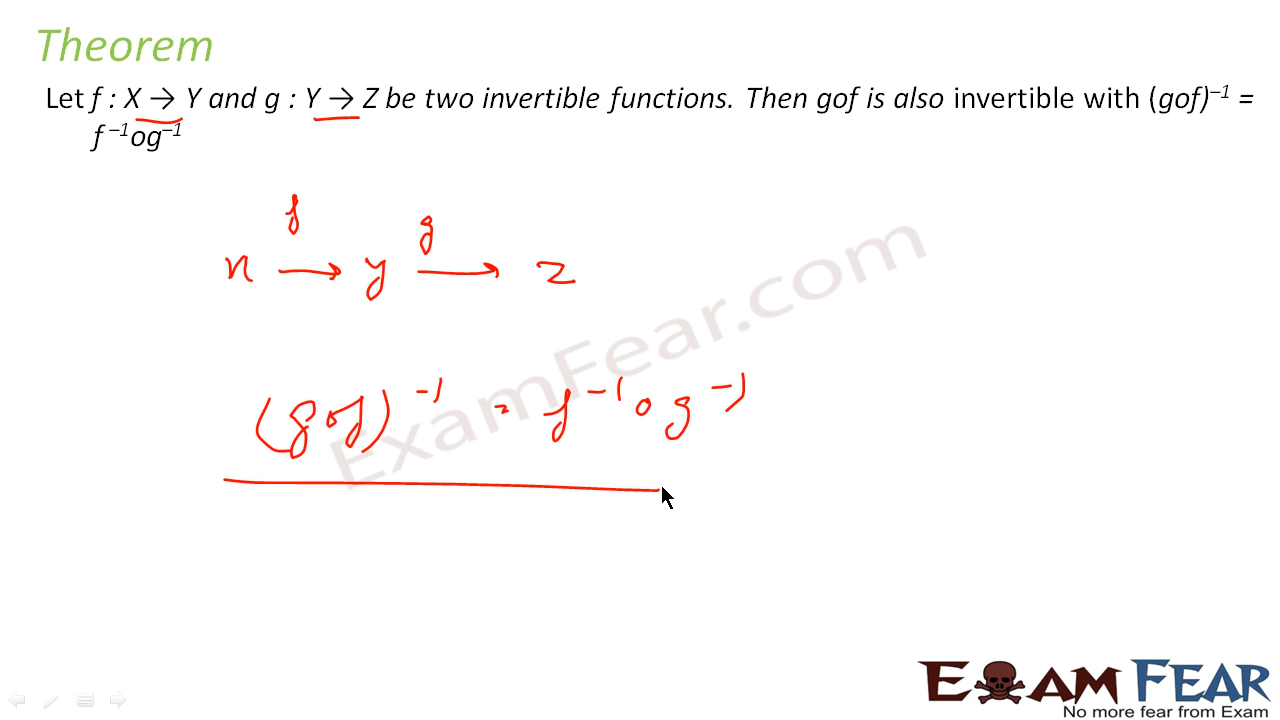 Theorem
Let f : X → Y and g : Y → Z be two invertible functions. Then gof is also invertible with (gof)⁻¹ =
f⁻¹og⁻¹
f g
x → y → z
(gof)⁻¹ = f⁻¹og⁻¹
ExamFear.com
EXAM FEAR
No more fear from Exam